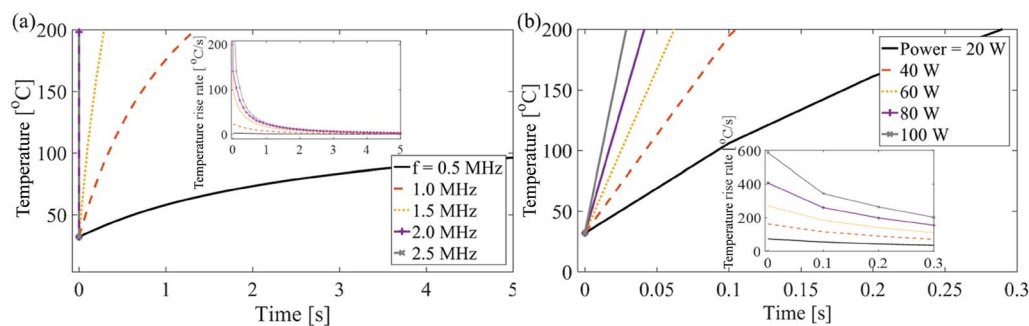 (a)
200
150
100
50
0
Temperature [°C]
0
1
2
3
4
5
Time [s]
Temperature rise rate [°C/s]
200
100
0
0
1
2
3
4
5
f = 0.5 MHz
1.0 MHz
1.5 MHz
2.0 MHz
2.5 MHz
(b)
200
150
100
50
0
Temperature [°C]
0
0.05
0.1
0.15
0.2
0.25
0.3
Time [s]
Power = 20 W
40 W
60 W
80 W
100 W
Temperature rise rate [°C/s]
600
400
200
0
0
0.1
0.2
0.3